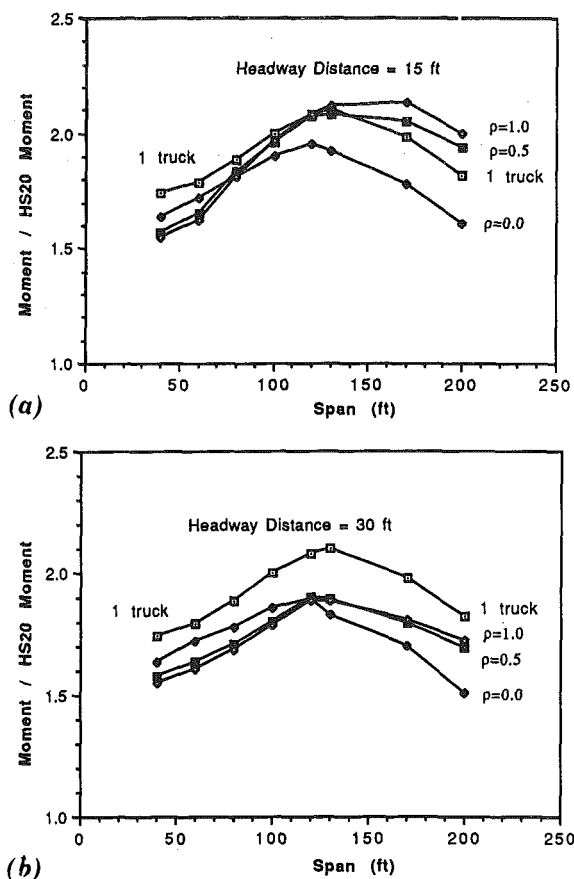 2.5
Headway Distance = 15 ft
2.0
1 truck
ρ=1.0
ρ=0.5
1 truck
ρ=0.0
1.5
1.0
0 50 100 150 200 250
Span (ft)
Moment / HS20 Moment
(a)
2.5
Headway Distance = 30 ft
2.0
1 truck
1 truck
ρ=1.0
ρ=0.5
ρ=0.0
1.5
1.0
0 50 100 150 200 250
Span (ft)
Moment / HS20 Moment
(b)